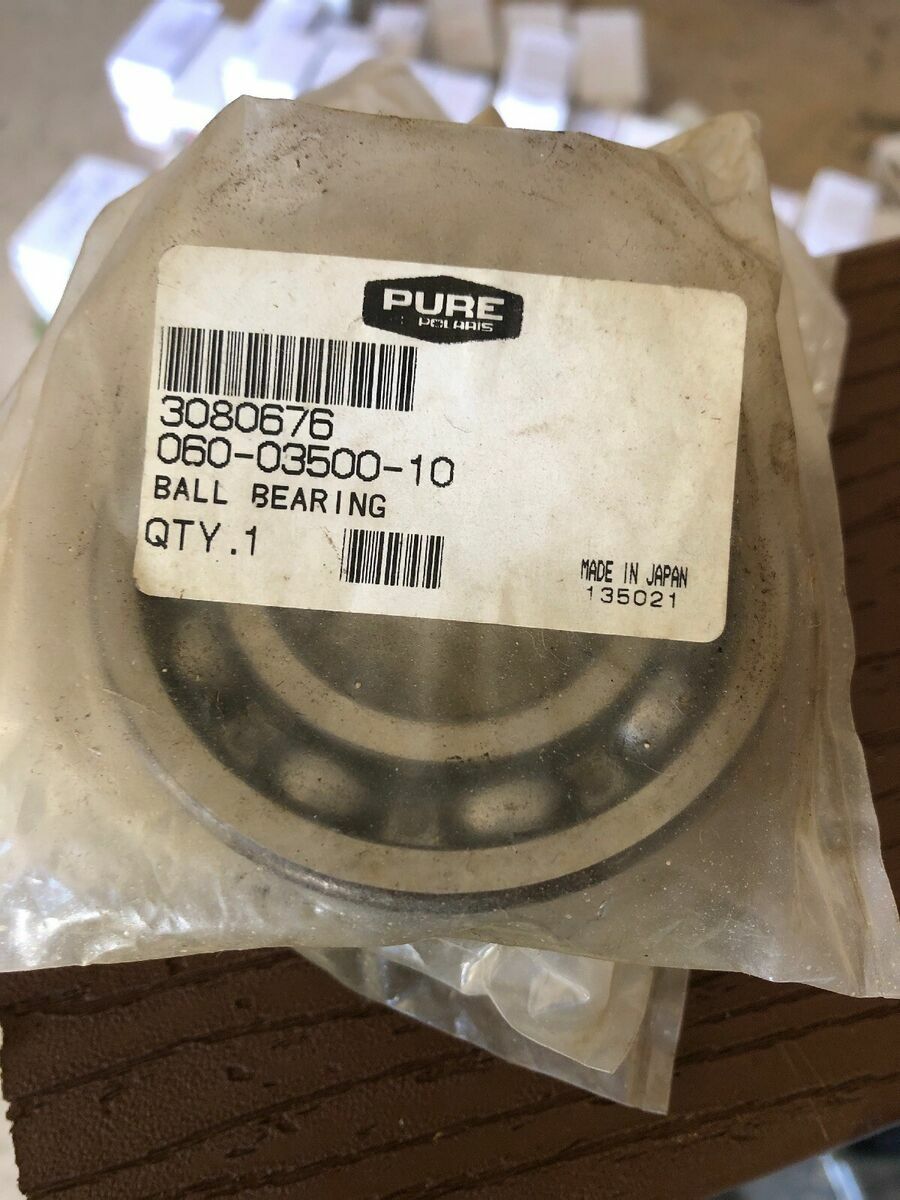 PURE
POLARIS
3080676
060-03500-10
BALL BEARING
QTY.1
MADE IN JAPAN
135021